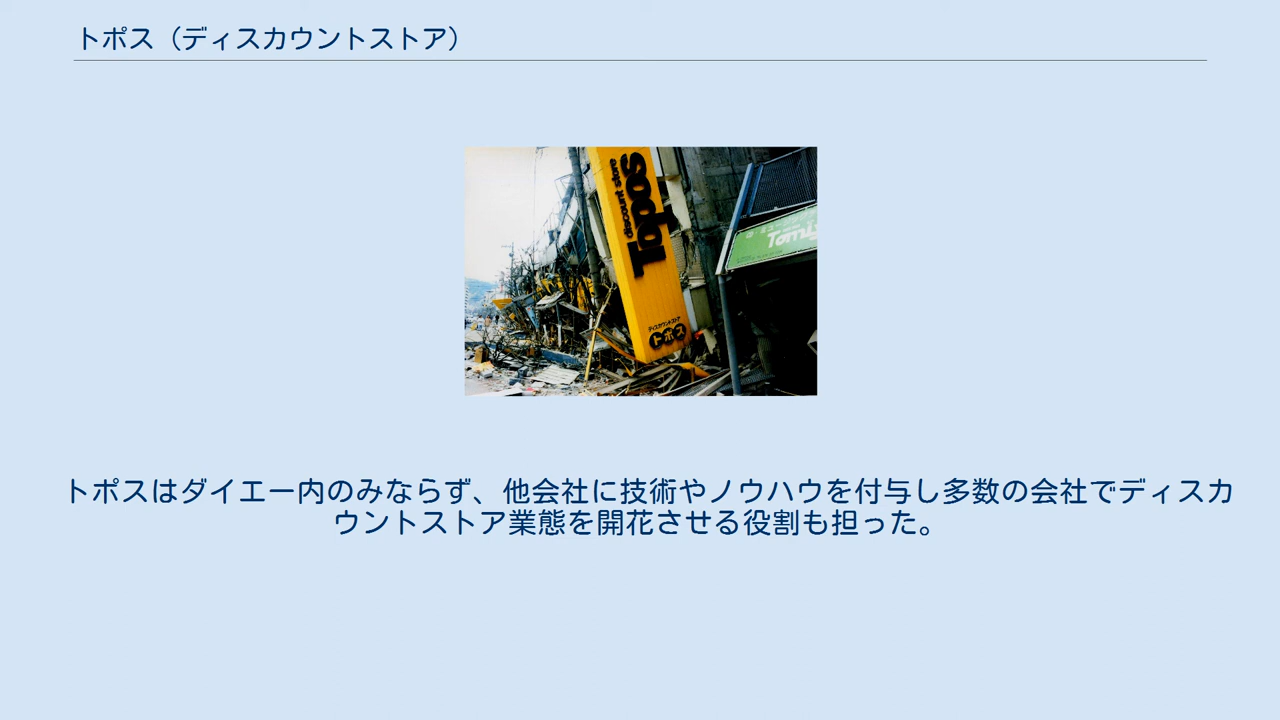 トポス（ディスカウントストア）
discount store
Topos
ディスカウントストア
トポス
トポスはダイエー内のみならず、他会社に技術やノウハウを付与し多数の会社でディスカ
ウントストア業態を開花させる役割も担った。